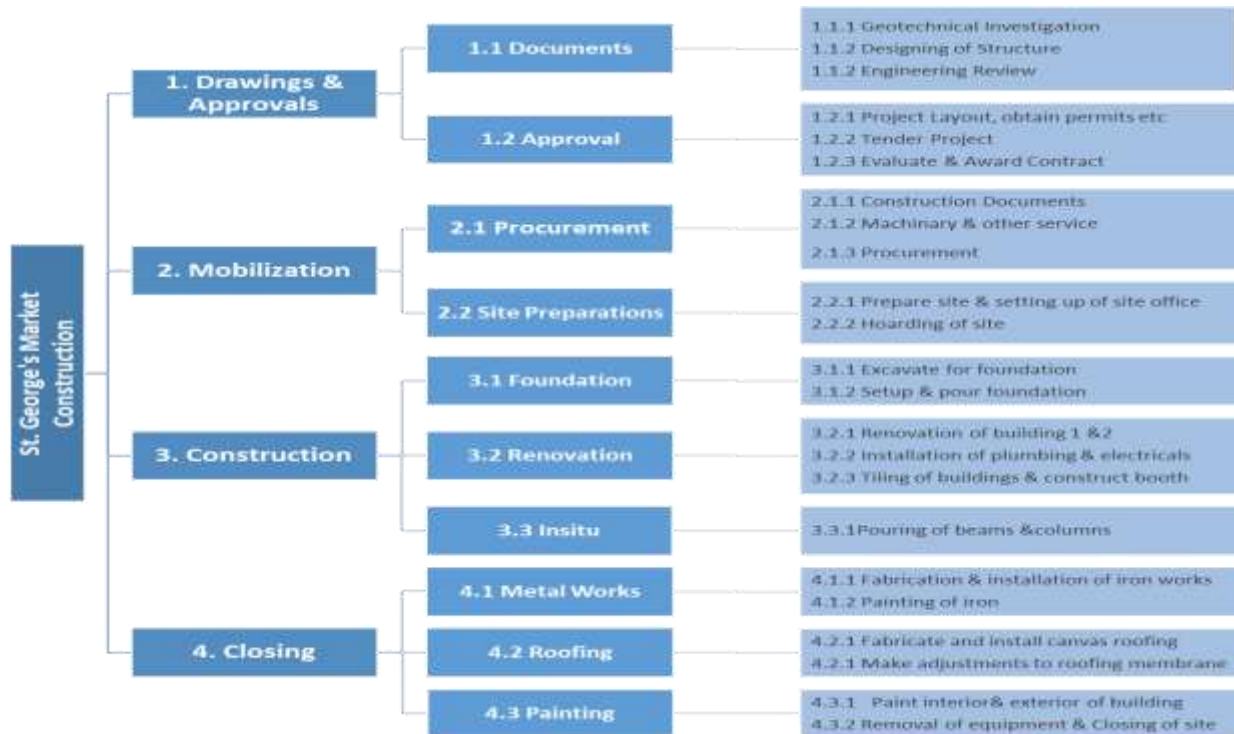 St. George's Market
Construction
1. Drawings &
Approvals
1.1 Documents
1.1.1 Geotechnical Investigation
1.1.2 Designing of Structure
1.1.2 Engineering Review
1.2 Approval
1.2.1 Project Layout, obtain permits etc
1.2.2 Tender Project
1.2.3 Evaluate & Award Contract
2. Mobilization
2.1 Procurement
2.1.1 Construction Documents
2.1.2 Machinary & other service
2.1.3 Procurement
2.2 Site Preparations
2.2.1 Prepare site & setting up of site office
2.2.2 Hoarding of site
3. Construction
3.1 Foundation
3.1.1 Excavate for foundation
3.1.2 Setup & pour foundation
3.2 Renovation
3.2.1 Renovation of building 1 &2
3.2.2 Installation of plumbing & electricals
3.2.3 Tiling of buildings & construct booth
3.3 Insitu
3.3.1Pouring of beams &columns
4. Closing
4.1 Metal Works
4.1.1 Fabrication & installation of iron works
4.1.2 Painting of iron
4.2 Roofing
4.2.1 Fabricate and install canvas roofing
4.2.1 Make adjustments to roofing membrane
4.3 Painting
4.3.1 Paint interior& exterior of building
4.3.2 Removal of equipment & Closing of site